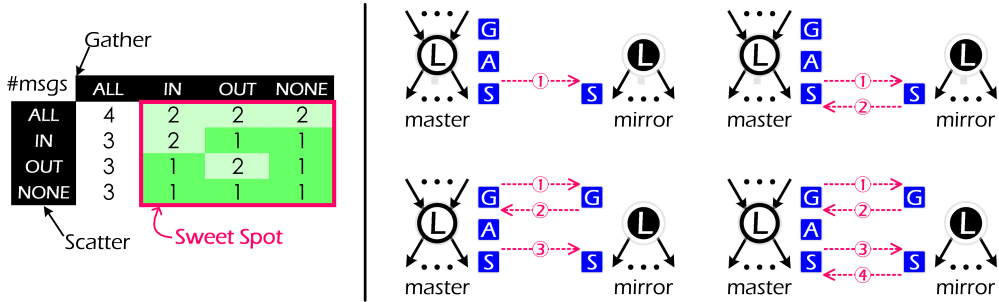 Gather
#msgs
ALL IN OUT NONE
ALL 4 2 2 2
IN 3 2 1 1
OUT 3 1 2 1
NONE 3 1 1 1
Scatter
Sweet Spot
L
G
A
S
① S
L
master
mirror
L
G
A
S
① ② S
L
master
mirror
L
G ① ② G
A
S ③ S
L
master
mirror
L
G ① ② G
A
S ③ ④ S
L
master
mirror